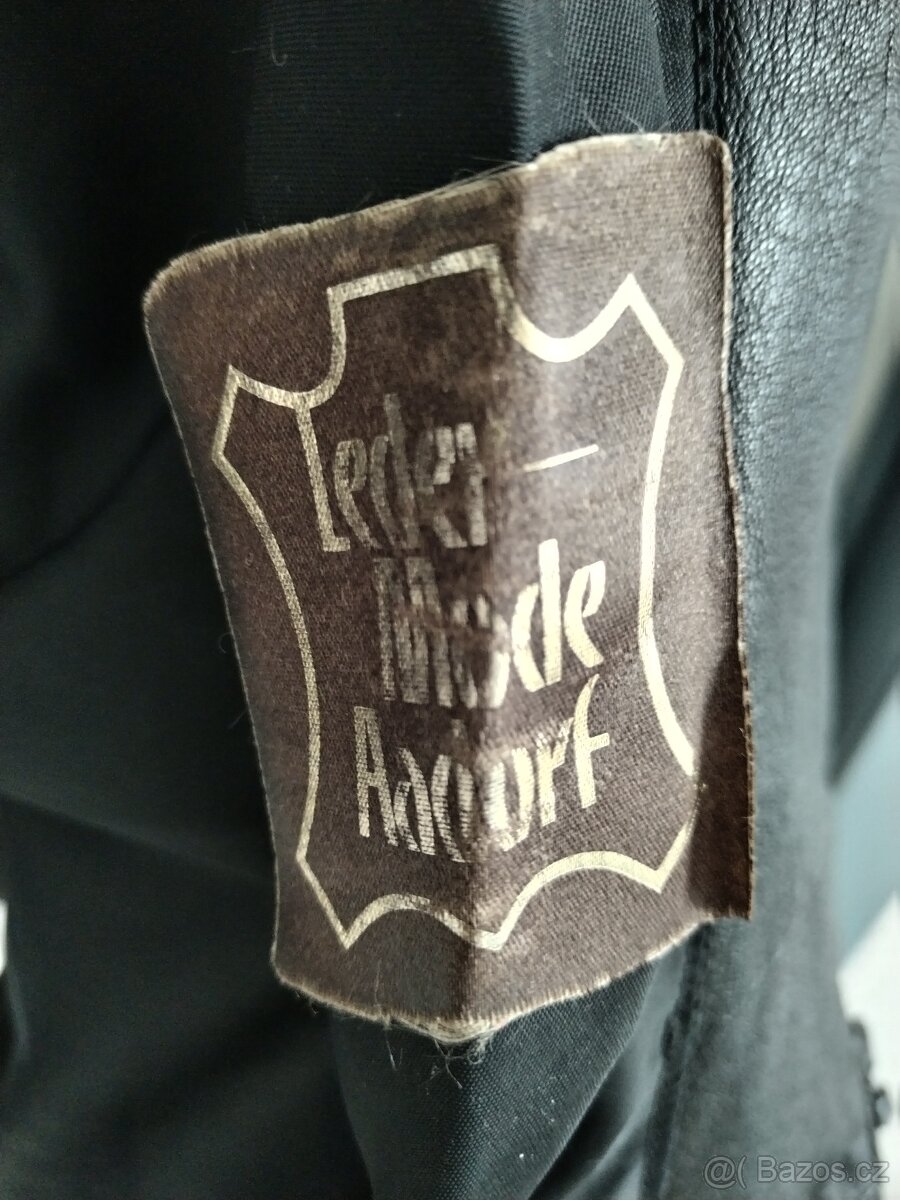 Leder —
Mode
Aadorf
@( Bazos.cz